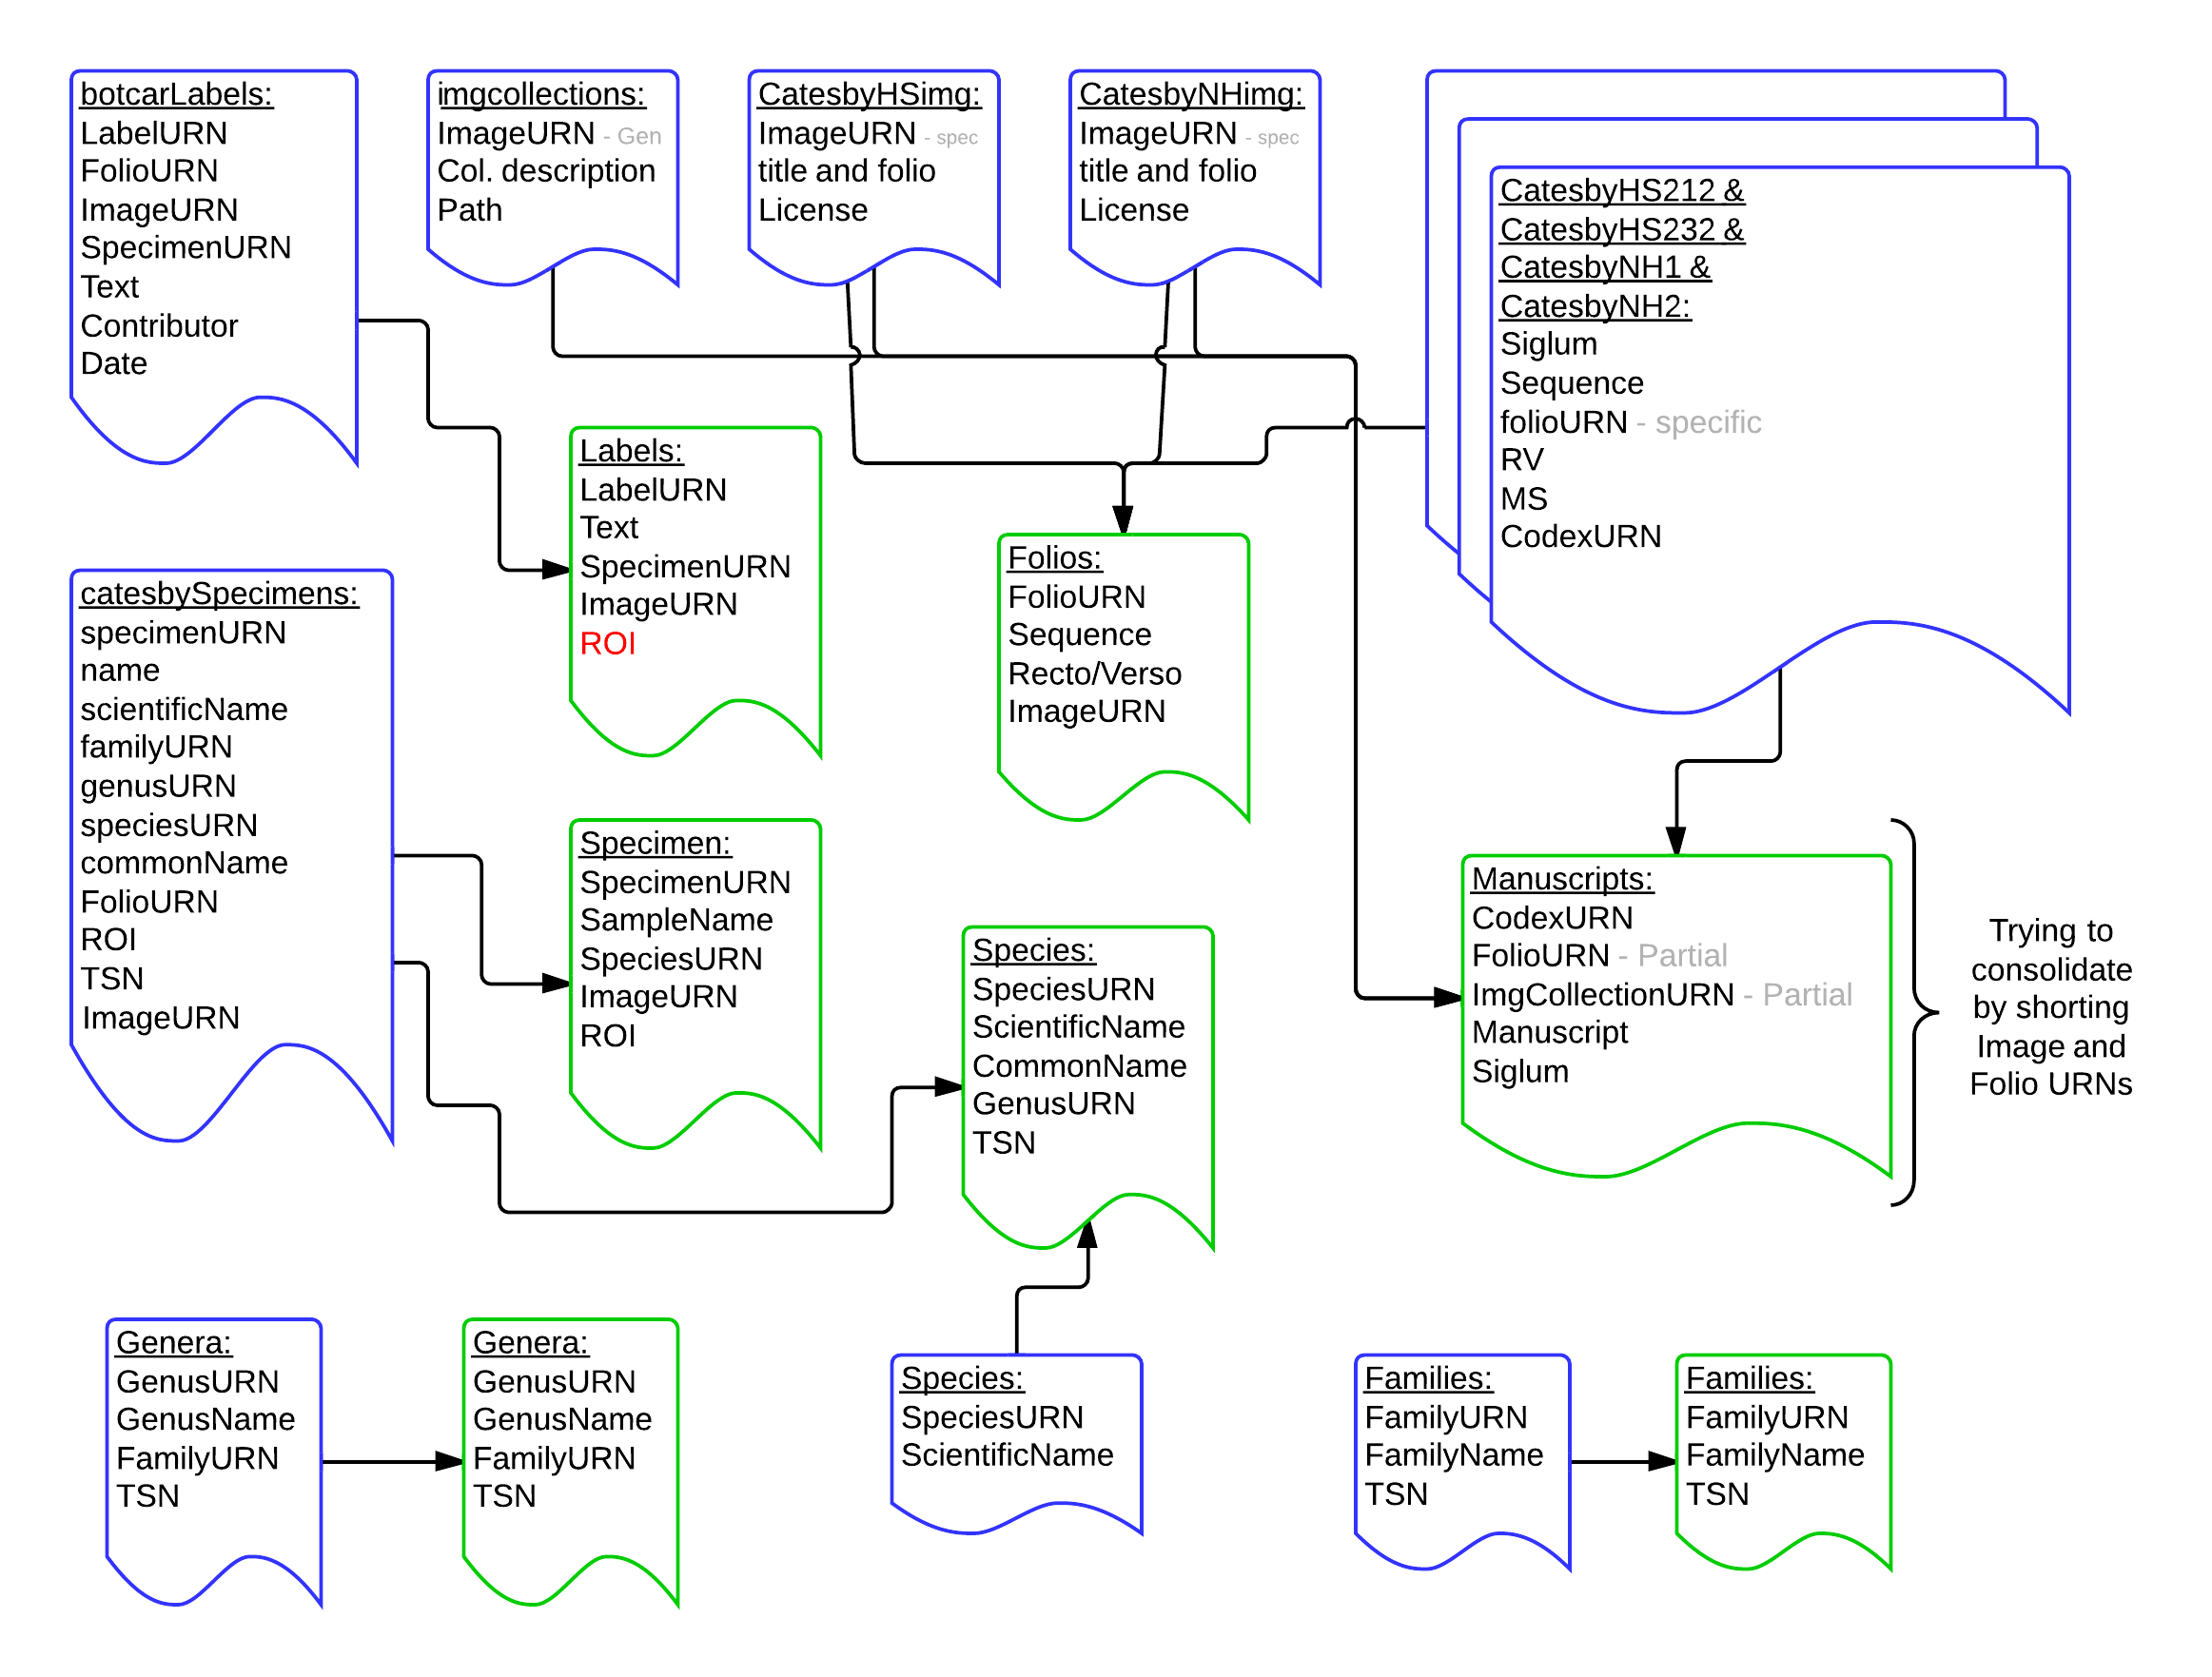 botcarLabels:
LabelURN
FolioURN
ImageURN
SpecimenURN
Text
Contributor
Date
imgcollections:
ImageURN - Gen
Col. description
Path
CatesbyHSimg:
ImageURN - spec
title and folio
License
CatesbyNHimg:
ImageURN - spec
title and folio
License
CatesbyHS212 &
CatesbyHS232 &
CatesbyNH1 &
CatesbyNH2:
Siglum
Sequence
folioURN - specific
RV
MS
CodexURN
Labels:
LabelURN
Text
SpecimenURN
ImageURN
ROI
Folios:
FolioURN
Sequence
Recto/Verso
ImageURN
catesbySpecimens:
specimenURN
name
scientificName
familyURN
genusURN
speciesURN
commonName
FolioURN
ROI
TSN
ImageURN
Specimen:
SpecimenURN
SampleName
SpeciesURN
ImageURN
ROI
Species:
SpeciesURN
ScientificName
CommonName
GenusURN
TSN
Manuscripts:
CodexURN
FolioURN - Partial
ImgCollectionURN - Partial
Manuscript
Siglum
Trying to
consolidate
by shorting
Image and
Folio URNs
Genera:
GenusURN
GenusName
FamilyURN
TSN
Genera:
GenusURN
GenusName
FamilyURN
TSN
Species:
SpeciesURN
ScientificName
Families:
FamilyURN
FamilyName
TSN
Families:
FamilyURN
FamilyName
TSN